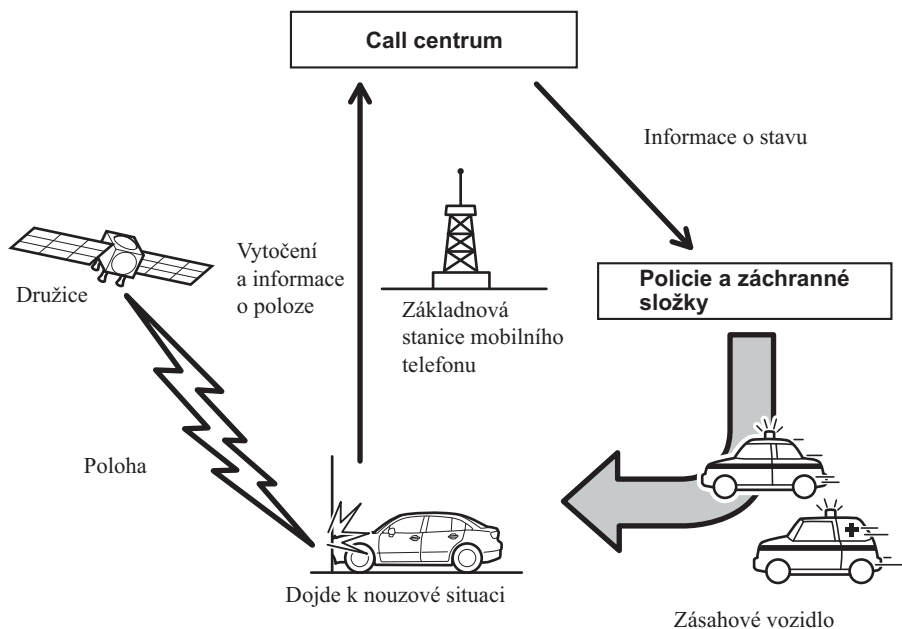 Call centrum
Informace o stavu
Vytočení
a informace
o poloze
Družice
Základnová
stanice mobilního
telefonu
Policie a záchranné
složky
Poloha
Dojde k nouzové situaci
Zásahové vozidlo